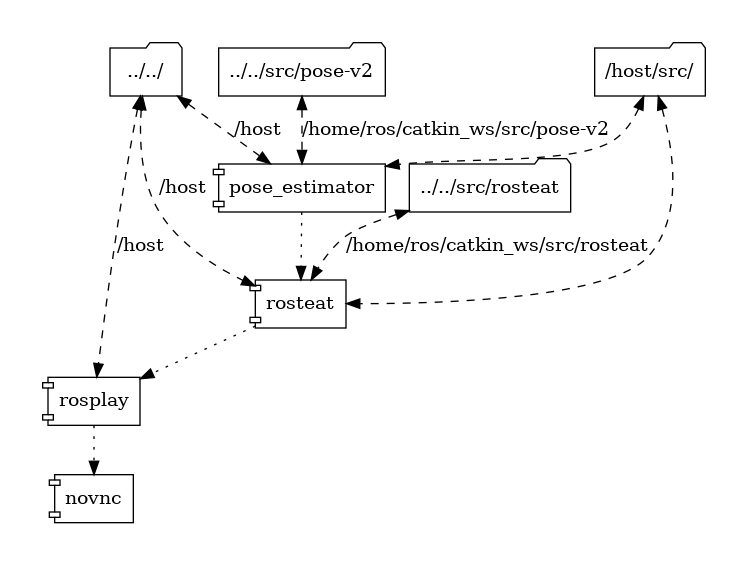 ../../
../../src/pose-v2
/host/src/
/host
/home/ros/catkin_ws/src/pose-v2
/host
pose_estimator
../../src/rosteat
/host
/home/ros/catkin_ws/src/rosteat
rosteat
rosplay
novnc